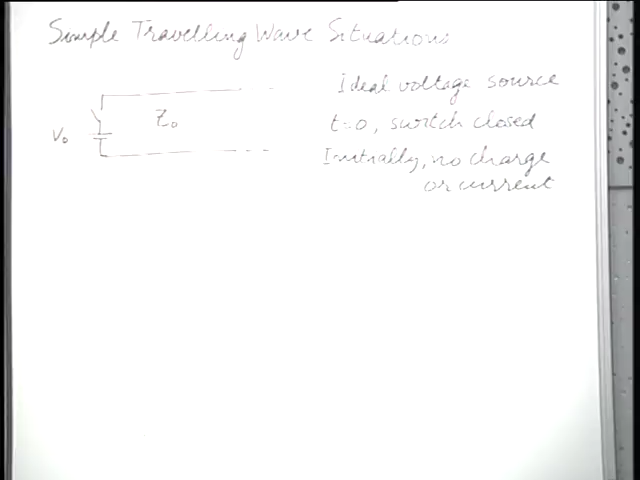 Simple Travelling Wave Situations
Ideal voltage source
Z₀
t=0, switch closed
V₀
Initially, no charge
or current